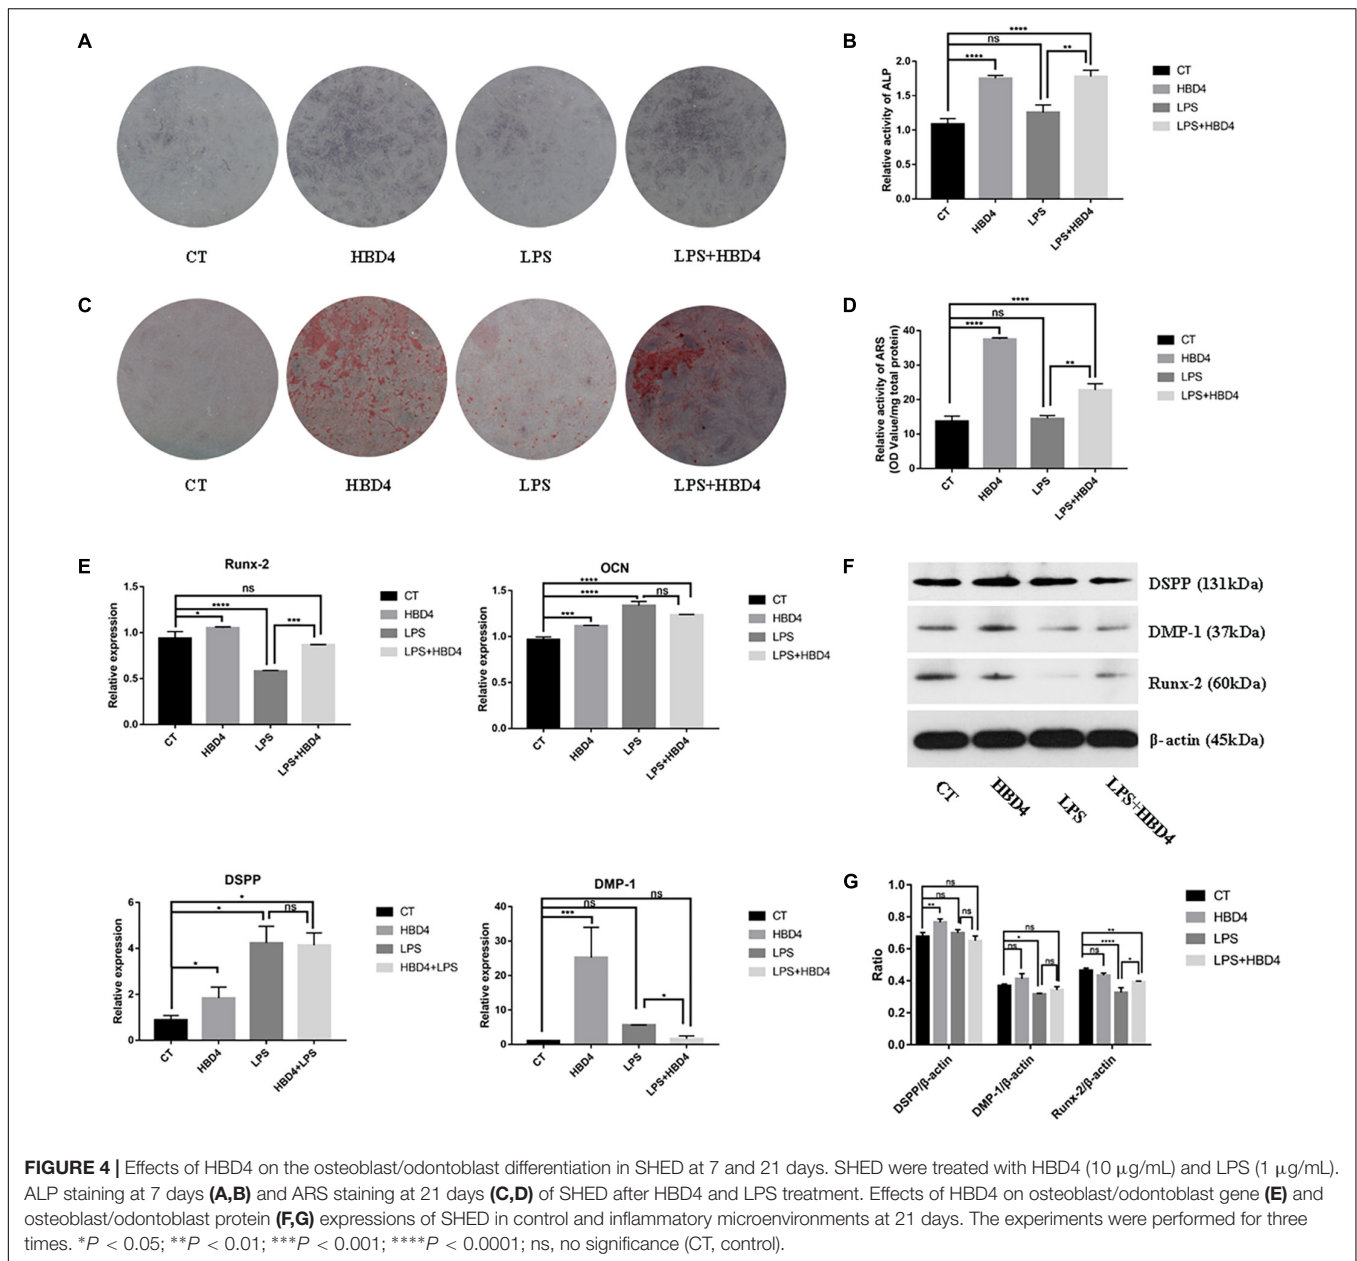 A
CT
HBD4
LPS
LPS+HBD4
B
****
ns
****
**
Relative activity of ALP
2.0
1.5
1.0
0.5
0.0
CT
HBD4
LPS
LPS+HBD4
CT
HBD4
LPS
LPS+HBD4
C
CT
HBD4
LPS
LPS+HBD4
D
****
ns
****
**
Relative activity of ARS
(OD Value/mg total protein)
40
30
20
10
0
CT
HBD4
LPS
LPS+HBD4
CT
HBD4
LPS
LPS+HBD4
E
Runx-2
ns
****
*
***
Relative expression
1.5
1.0
0.5
0.0
CT
HBD4
LPS
LPS+HBD4
CT
HBD4
LPS
LPS+HBD4
OCN
****
****
ns
***
Relative expression
1.5
1.0
0.5
0.0
CT
HBD4
LPS
LPS+HBD4
CT
HBD4
LPS
LPS+HBD4
F
DSPP (131kDa)
DMP-1 (37kDa)
Runx-2 (60kDa)
β-actin (45kDa)
CT
HBD4
LPS
LPS+HBD4
DSPP
*
*
ns
*
Relative expression
6
4
2
0
CT
HBD4
LPS
HBD4+LPS
CT
HBD4
LPS
HBD4+LPS
DMP-1
ns
ns
***
*
Relative expression
40
30
20
10
0
CT
HBD4
LPS
LPS+HBD4
CT
HBD4
LPS
LPS+HBD4
G
ns
ns
**
ns
ns
*
ns
ns
**
****
ns
*
Ratio
1.0
0.8
0.6
0.4
0.2
0.0
DSPP/β-actin
DMP-1/β-actin
Runx-2/β-actin
CT
HBD4
LPS
LPS+HBD4
FIGURE 4 | Effects of HBD4 on the osteoblast/odontoblast differentiation in SHED at 7 and 21 days. SHED were treated with HBD4 (10 μg/mL) and LPS (1 μg/mL).
ALP staining at 7 days (A,B) and ARS staining at 21 days (C,D) of SHED after HBD4 and LPS treatment. Effects of HBD4 on osteoblast/odontoblast gene (E) and
osteoblast/odontoblast protein (F,G) expressions of SHED in control and inflammatory microenvironments at 21 days. The experiments were performed for three
times. *P < 0.05; **P < 0.01; ***P < 0.001; ****P < 0.0001; ns, no significance (CT, control).